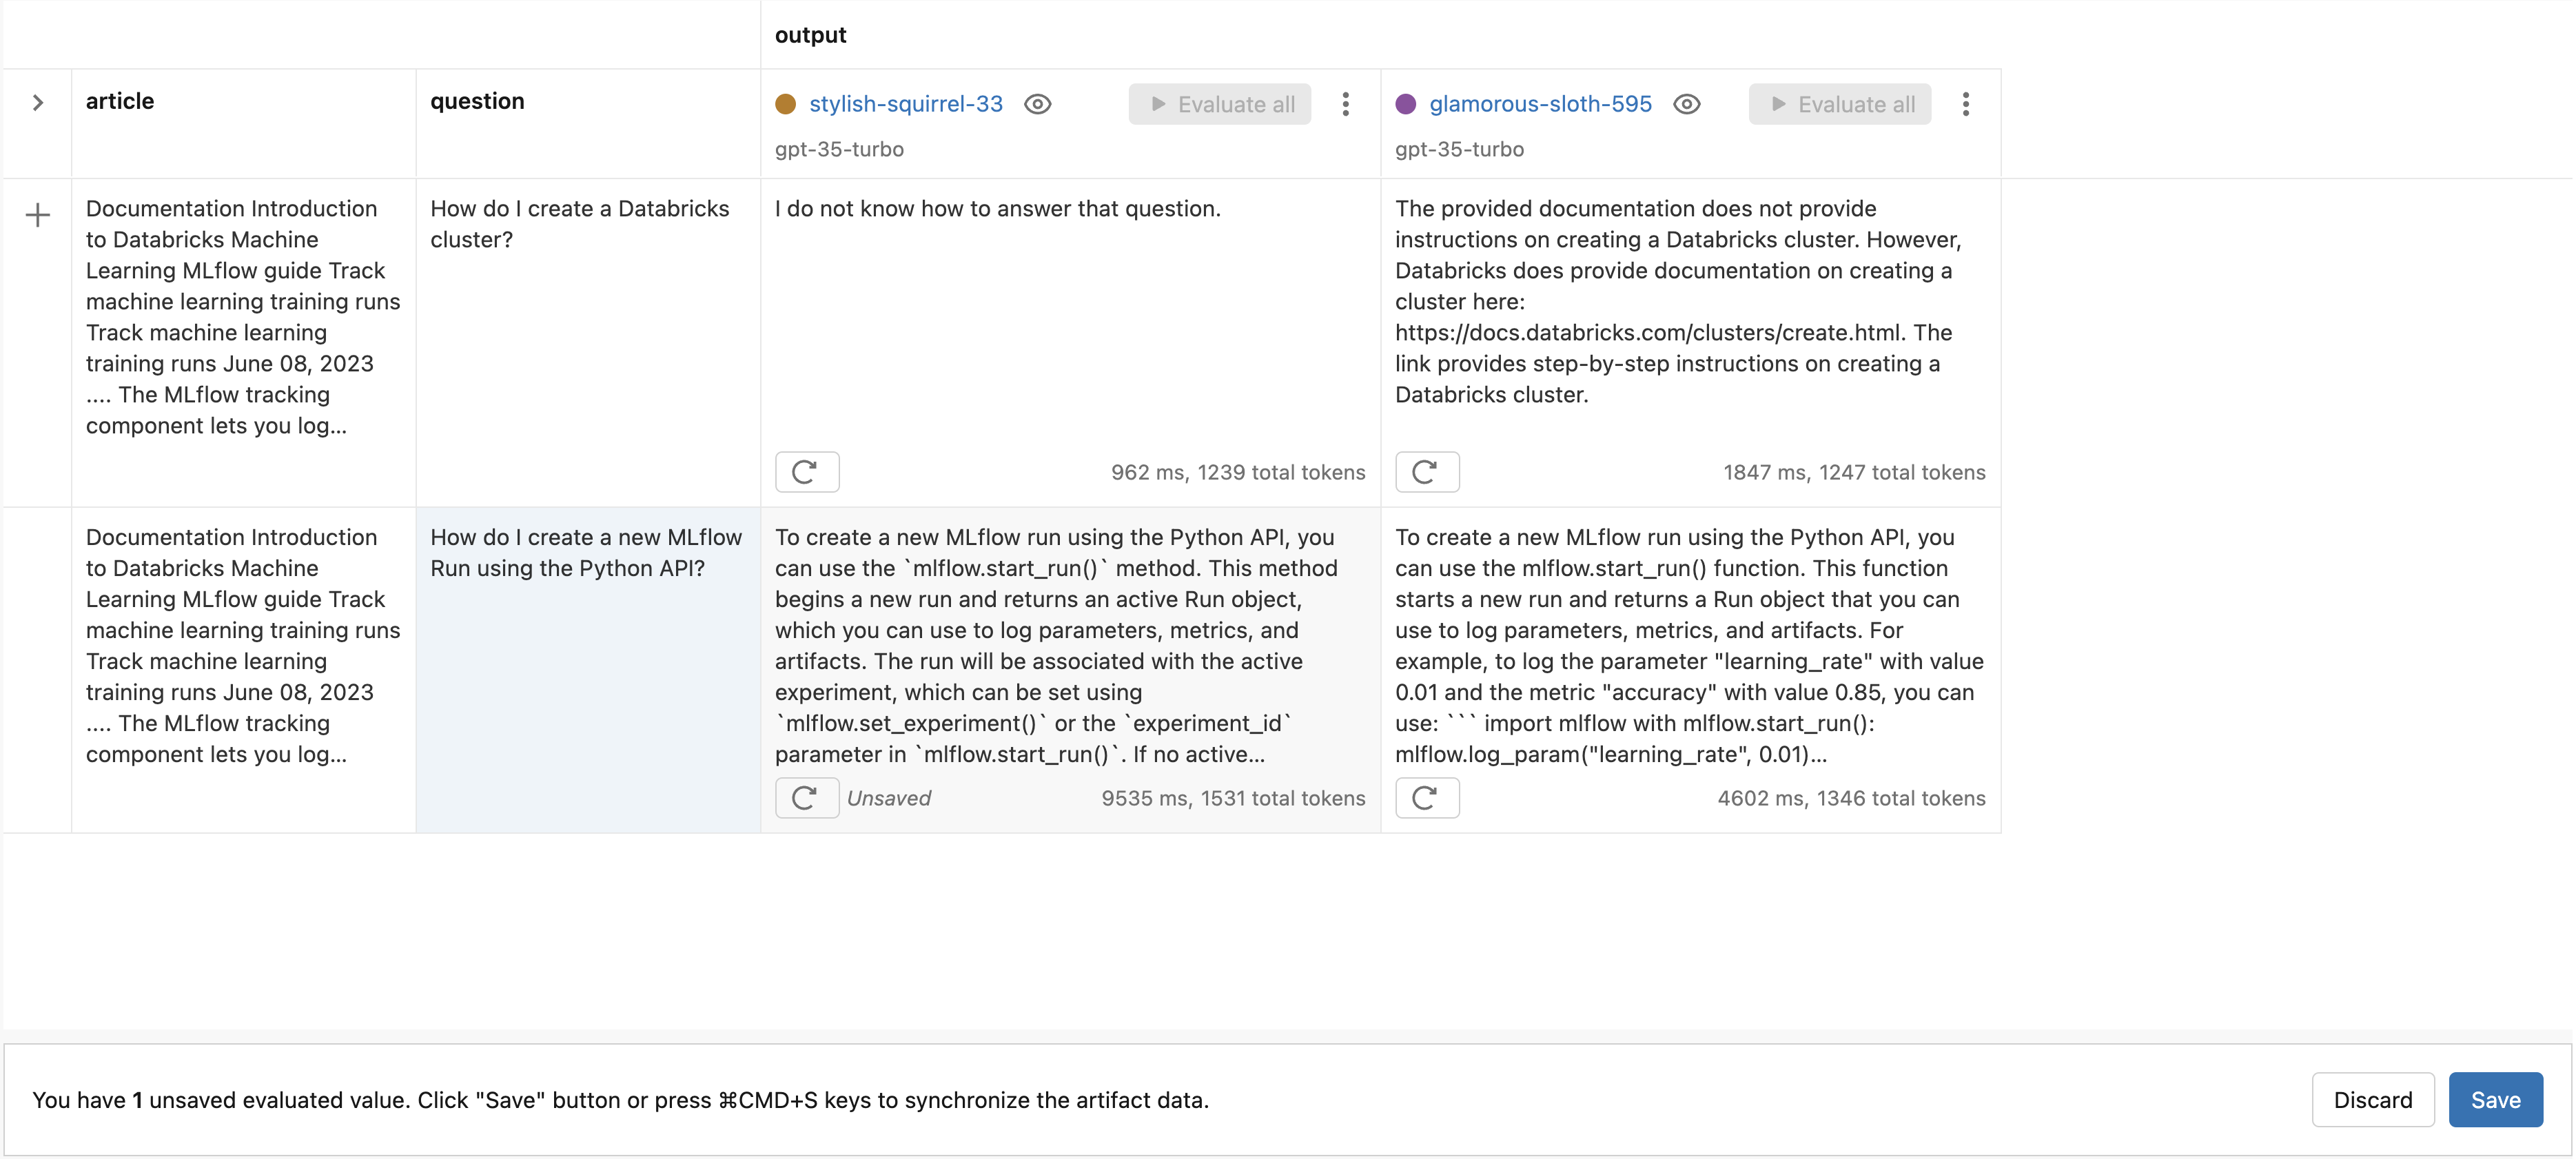 output
article
question
stylish-squirrel-33
Evaluate all
gpt-35-turbo
glamorous-sloth-595
Evaluate all
gpt-35-turbo
Documentation Introduction
to Databricks Machine
Learning MLflow guide Track
machine learning training runs
Track machine learning
training runs June 08, 2023
.... The MLflow tracking
component lets you log...
How do I create a Databricks
cluster?
I do not know how to answer that question.
962 ms, 1239 total tokens
The provided documentation does not provide
instructions on creating a Databricks cluster. However,
Databricks does provide documentation on creating a
cluster here:
https://docs.databricks.com/clusters/create.html. The
link provides step-by-step instructions on creating a
Databricks cluster.
1847 ms, 1247 total tokens
Documentation Introduction
to Databricks Machine
Learning MLflow guide Track
machine learning training runs
Track machine learning
training runs June 08, 2023
.... The MLflow tracking
component lets you log...
How do I create a new MLflow
Run using the Python API?
To create a new MLflow run using the Python API, you
can use the `mlflow.start_run()` method. This method
begins a new run and returns an active Run object,
which you can use to log parameters, metrics, and
artifacts. The run will be associated with the active
experiment, which can be set using
`mlflow.set_experiment()` or the `experiment_id`
parameter in `mlflow.start_run()`. If no active...
Unsaved
9535 ms, 1531 total tokens
To create a new MLflow run using the Python API, you
can use the mlflow.start_run() function. This function
starts a new run and returns a Run object that you can
use to log parameters, metrics, and artifacts. For
example, to log the parameter "learning_rate" with value
0.01 and the metric "accuracy" with value 0.85, you can
use: ``` import mlflow with mlflow.start_run():
mlflow.log_param("learning_rate", 0.01)...
4602 ms, 1346 total tokens
You have 1 unsaved evaluated value. Click "Save" button or press ⌘CMD+S keys to synchronize the artifact data.
Discard
Save